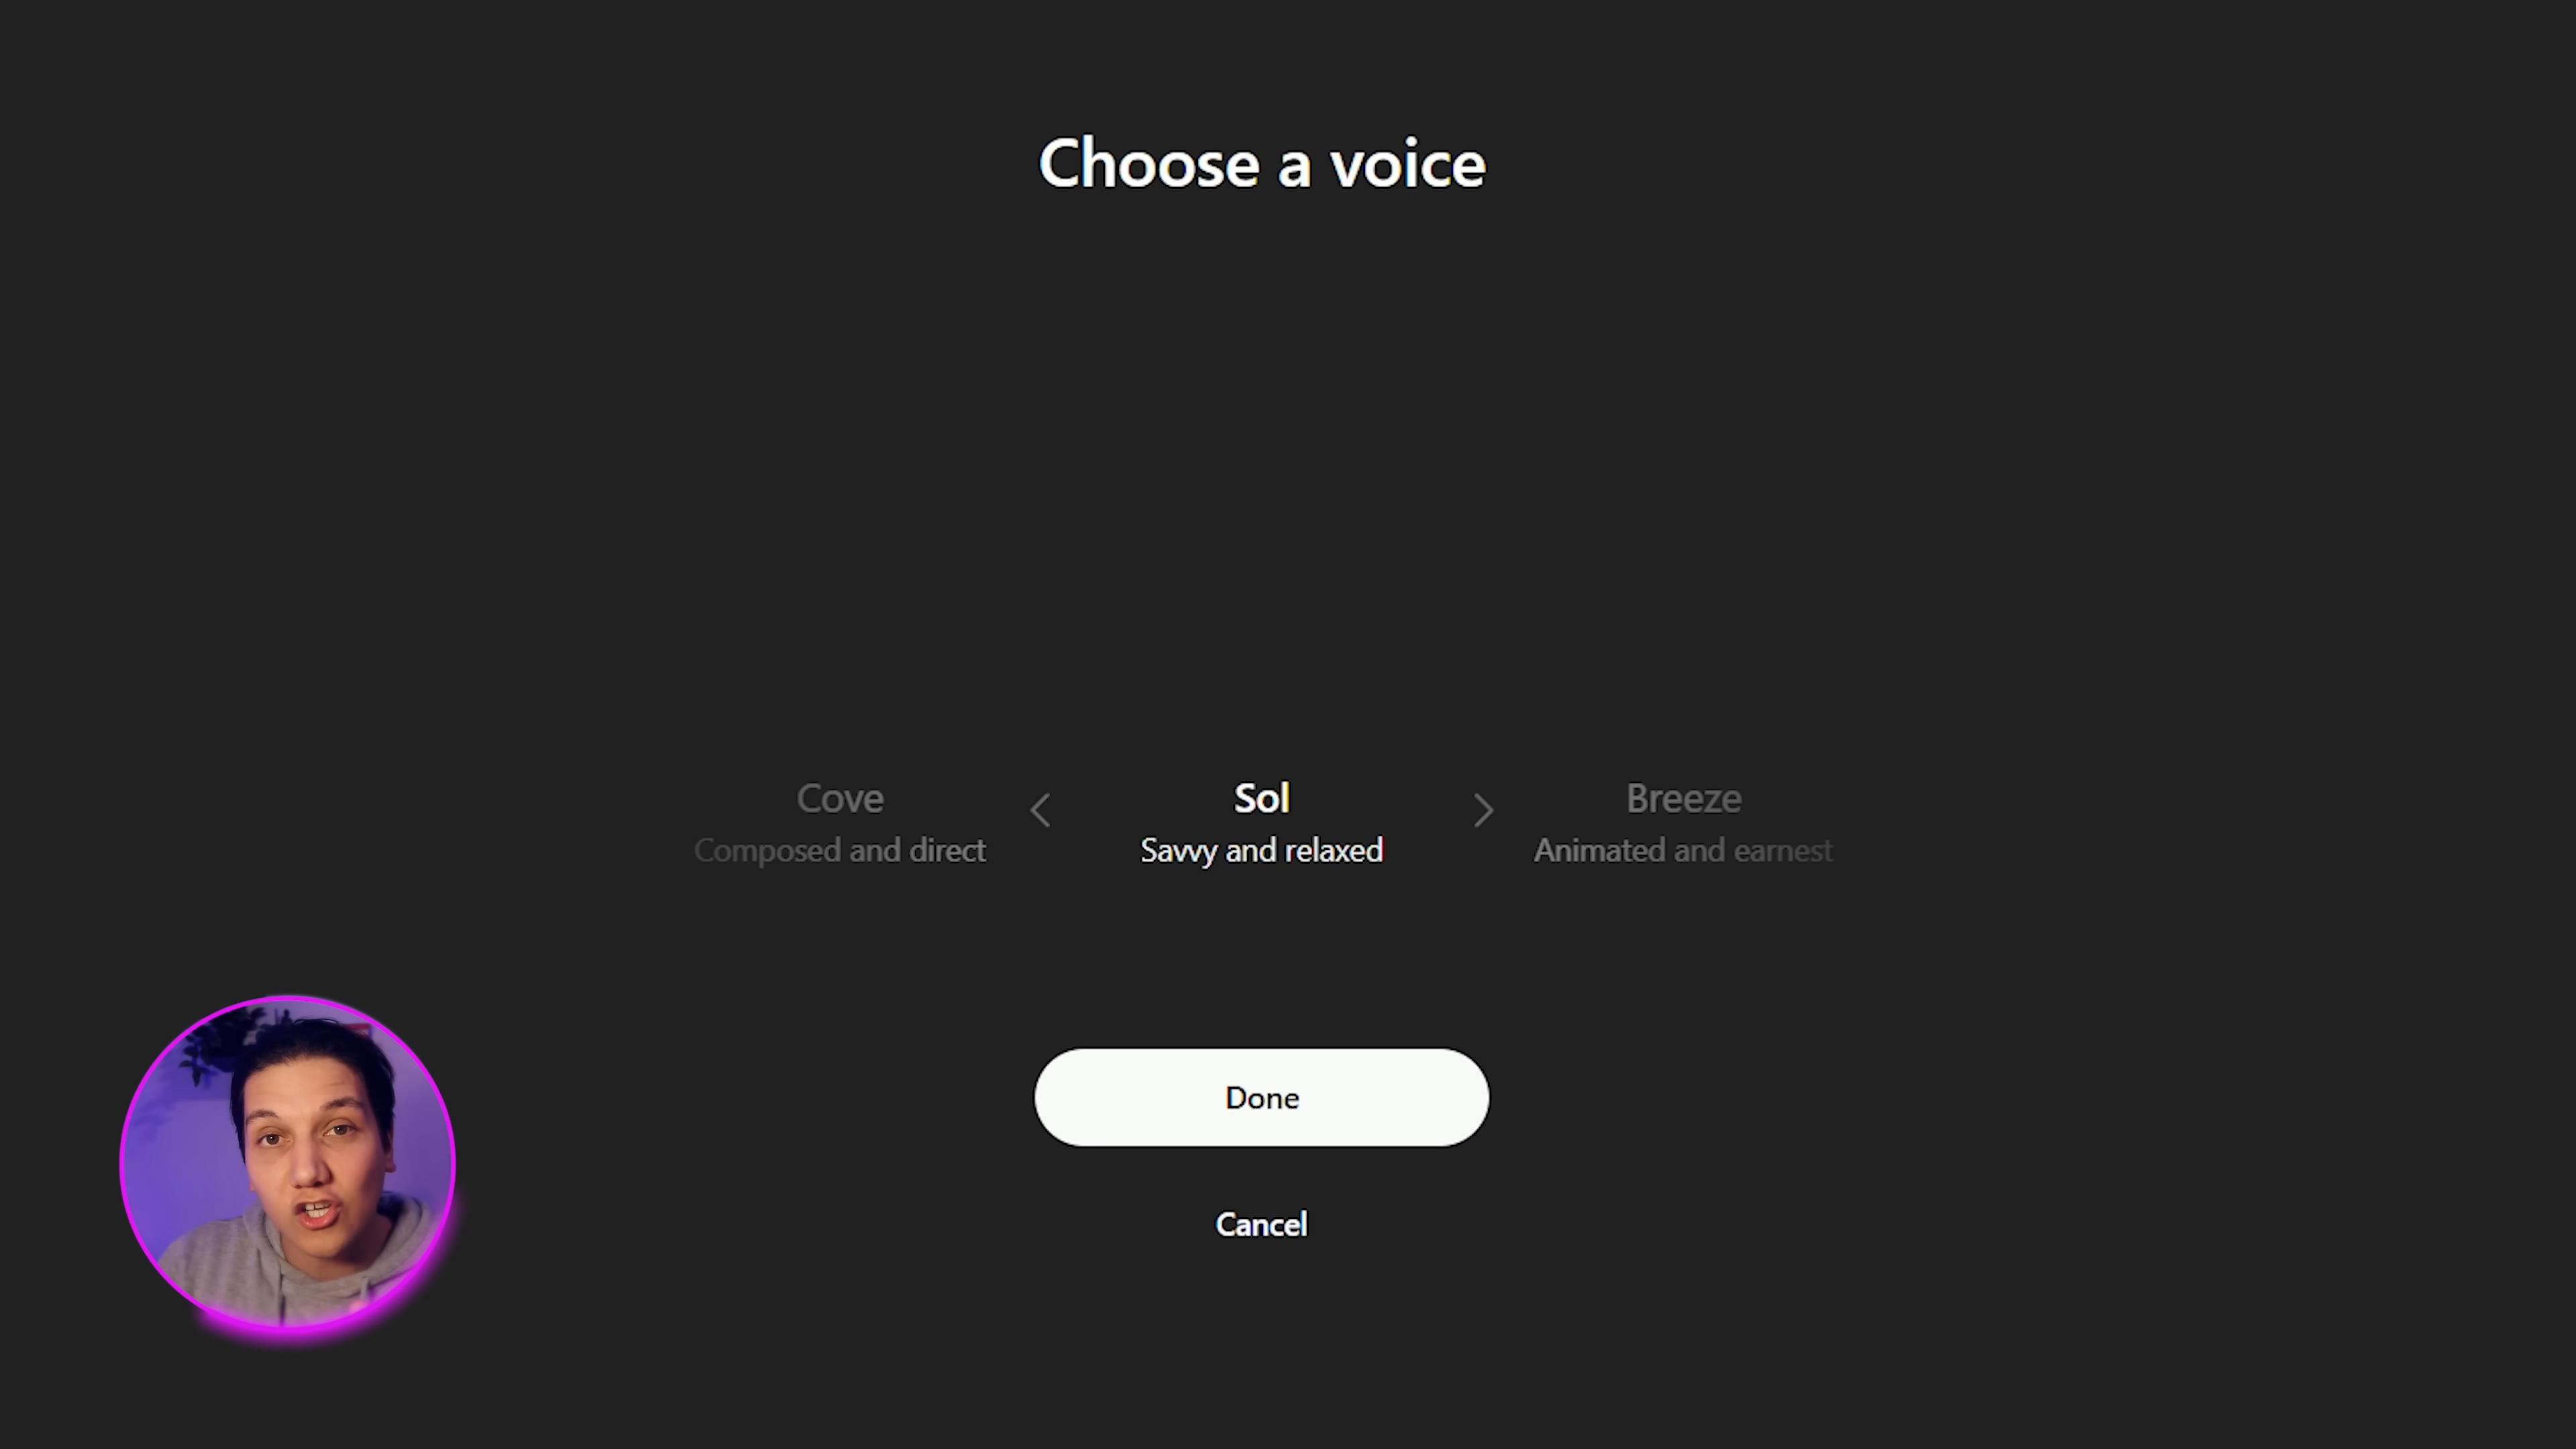 Choose a voice
Cove
Composed and direct
Sol
Savvy and relaxed
Breeze
Animated and earnest
Done
Cancel